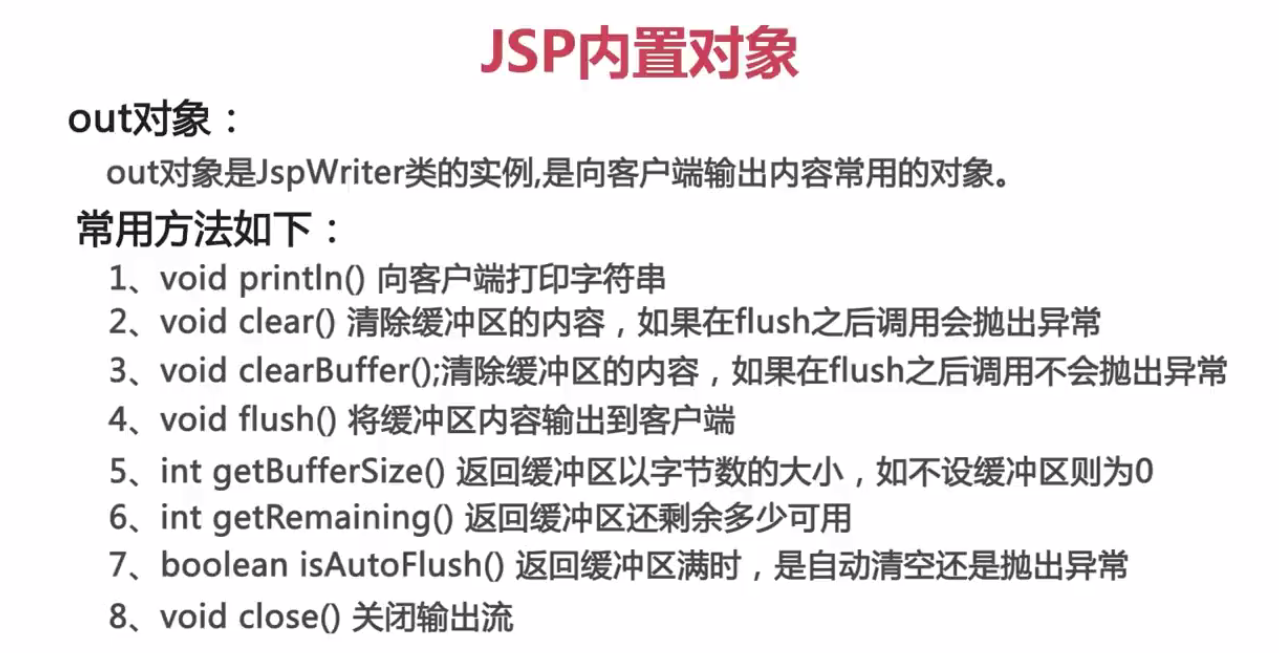 JSP内置对象
out对象：
out对象是JspWriter类的实例,是向客户端输出内容常用的对象。
常用方法如下：
1、void println() 向客户端打印字符串
2、void clear() 清除缓冲区的内容，如果在flush之后调用会抛出异常
3、void clearBuffer();清除缓冲区的内容，如果在flush之后调用不会抛出异常
4、void flush() 将缓冲区内容输出到客户端
5、int getBufferSize() 返回缓冲区以字节数的大小，如不设缓冲区则为0
6、int getRemaining() 返回缓冲区还剩余多少可用
7、boolean isAutoFlush() 返回缓冲区满时，是自动清空还是抛出异常
8、void close() 关闭输出流